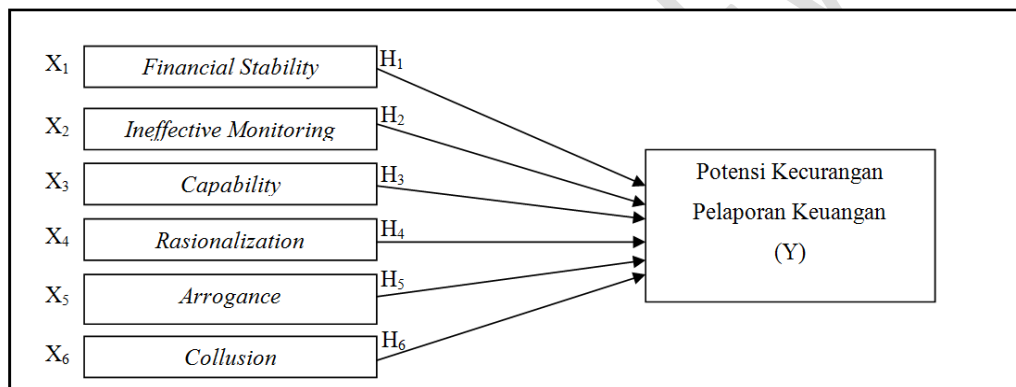 X₁ Financial Stability H₁
X₂ Ineffective Monitoring H₂
X₃ Capability H₃
X₄ Rasionalization H₄
X₅ Arrogance H₅
X₆ Collusion H₆
Potensi Kecurangan
Pelaporan Keuangan
(Y)